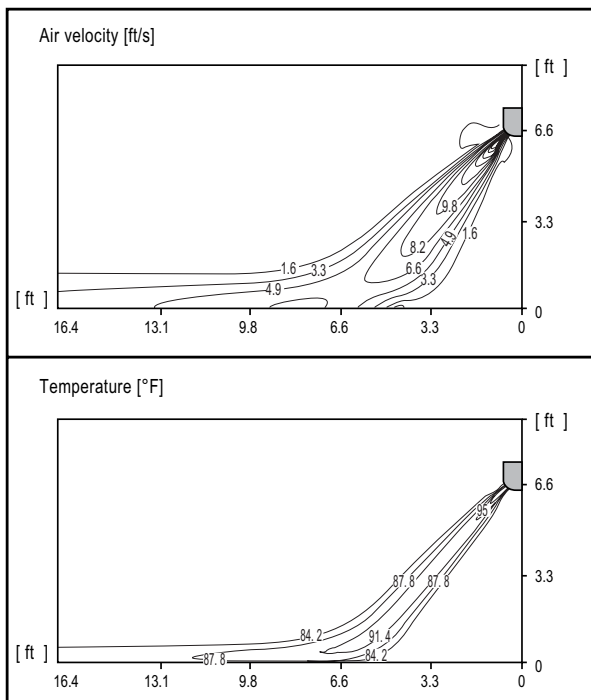 Air velocity [ft/s]
[ ft ]
6.6
9.8
3.3
8.2
4.9
1.6
1.6
3.3
6.6
3.3
4.9
[ ft ]
0
16.4 13.1 9.8 6.6 3.3 0
Temperature [°F]
[ ft ]
6.6
95
87.8 87.8
3.3
84.2
91.4
[ ft ]
87.8
84.2
0
16.4 13.1 9.8 6.6 3.3 0